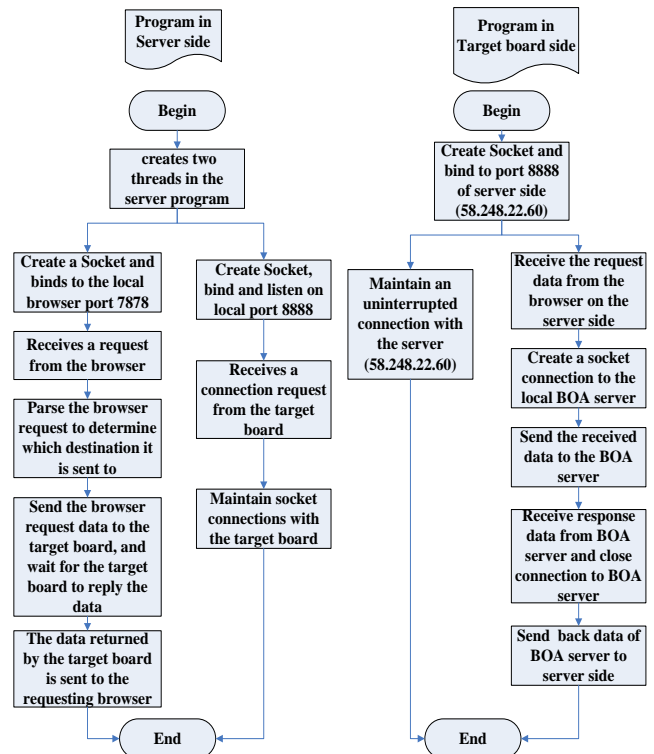 Program in
Server side
Begin
creates two
threads in the
server program
Create a Socket and
binds to the local
browser port 7878
Receives a request
from the browser
Parse the browser
request to determine
which destination it
is sent to
Send the browser
request data to the
target board, and
wait for the target
board to reply the
data
The data returned
by the target board
is sent to the
requesting browser
Create Socket,
bind and listen on
local port 8888
Receives a
connection request
from the target
board
Maintain socket
connections with
the target board
End
Program in
Target board side
Begin
Create Socket and
bind to port 8888
of server side
(58.248.22.60)
Maintain an
uninterrupted
connection with
the server
(58.248.22.60)
Receive the request
data from the
browser on the
server side
Create a socket
connection to the
local BOA server
Send the received
data to the BOA
server
Receive response
data from BOA
server and close
connection to BOA
server
Send back data of
BOA server to
server side
End